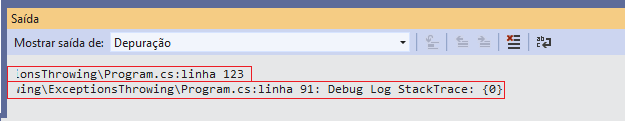 Saída
Mostrar saída de: Depuração
ionsThrowing\Program.cs:linha 123
ing\ExceptionsThrowing\Program.cs:linha 91: Debug Log StackTrace: {0}